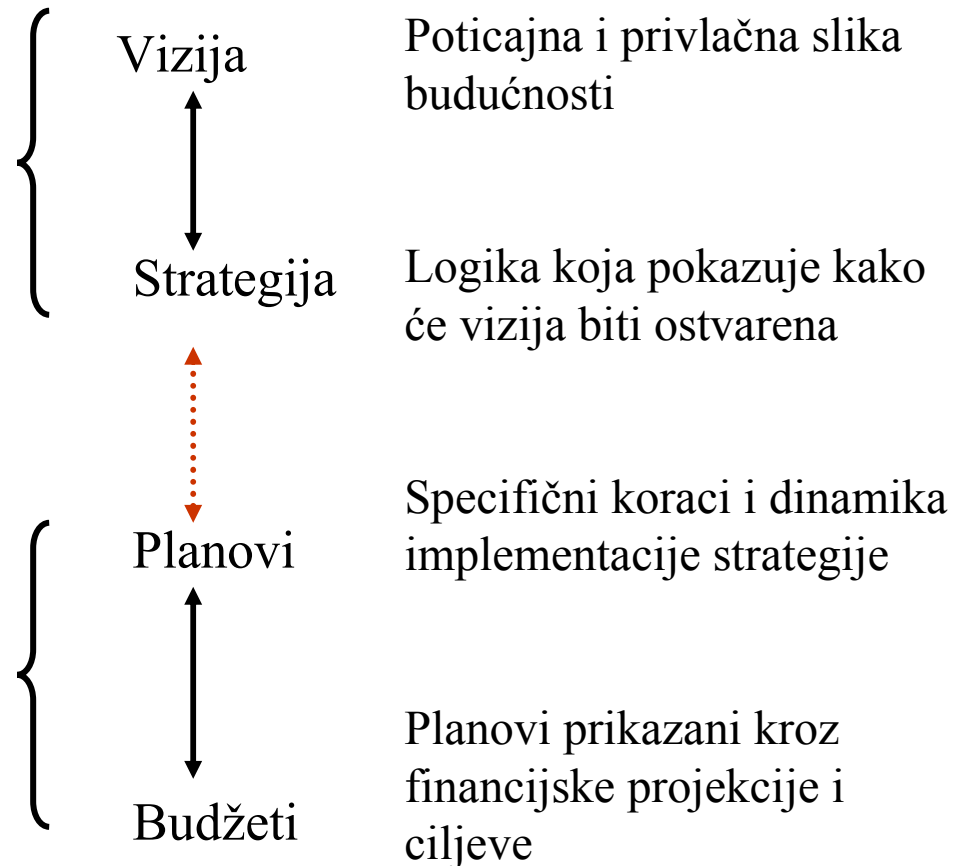 Vizija
Poticajna i privlačna slika
budućnosti
Strategija
Logika koja pokazuje kako
će vizija biti ostvarena
Planovi
Specifični koraci i dinamika
implementacije strategije
Budžeti
Planovi prikazani kroz
financijske projekcije i
ciljeve